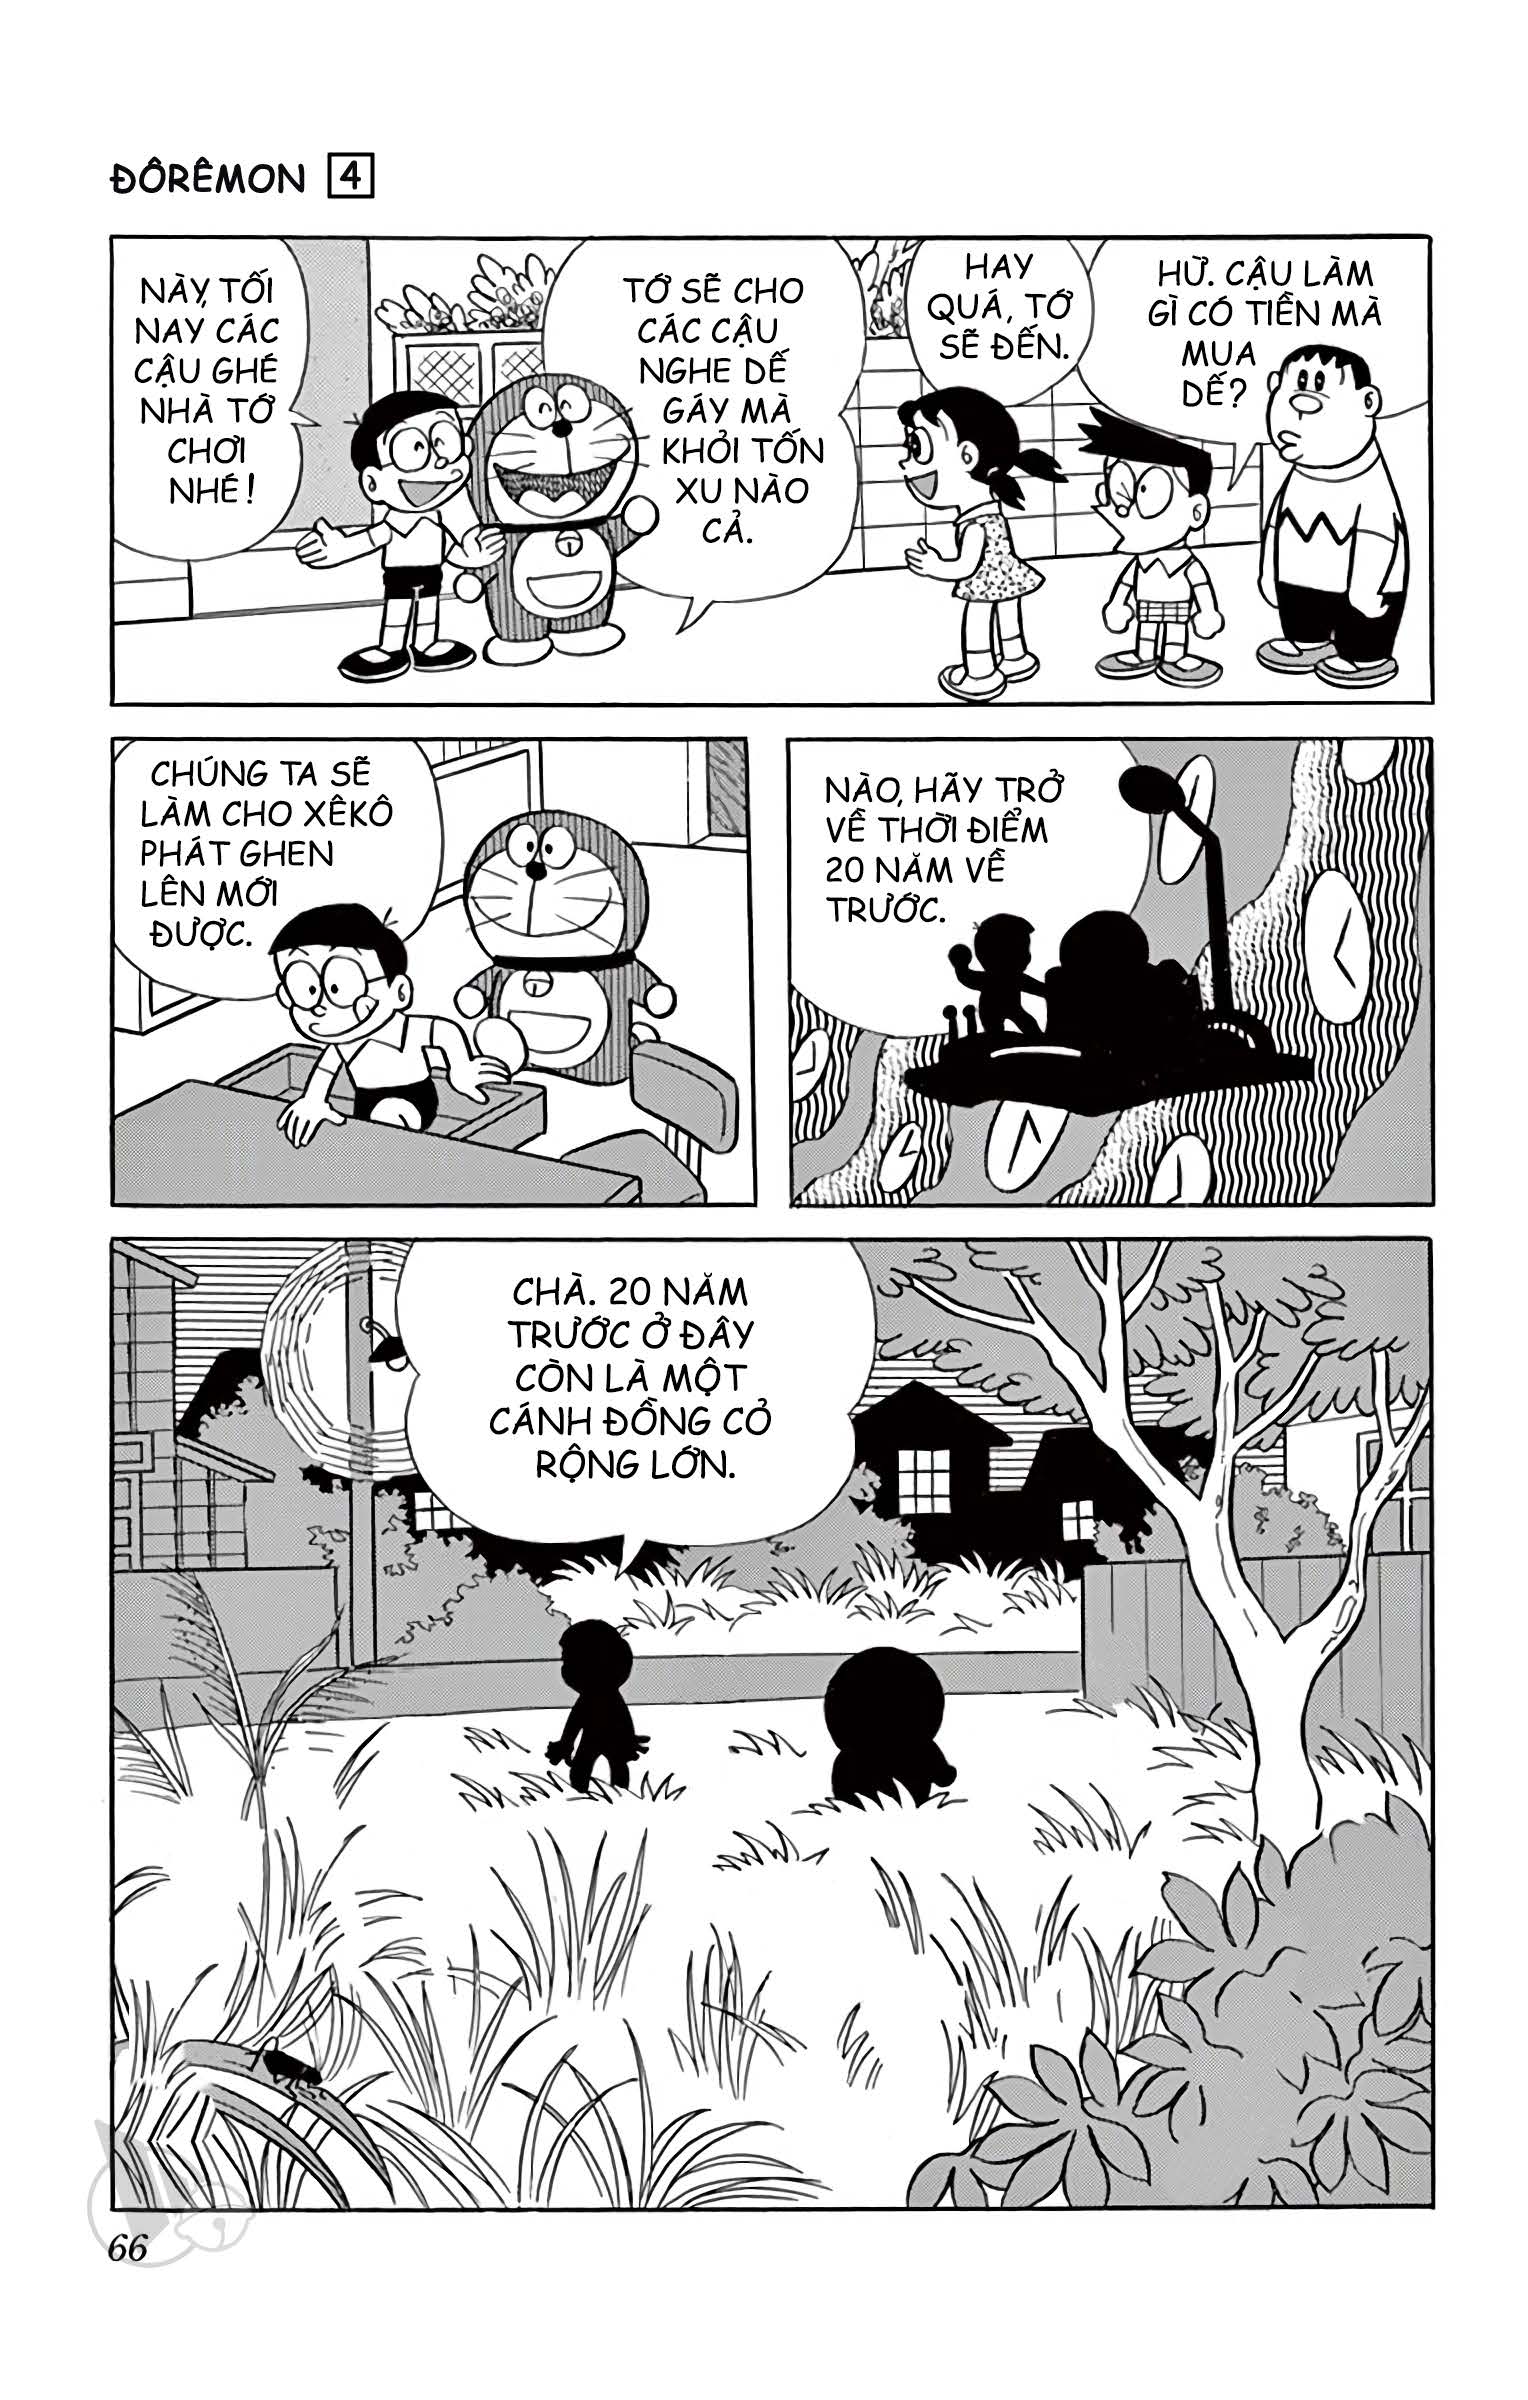 ĐÔRÊMON 4
NÀY, TỐI
NAY CÁC
CẬU GHÉ
NHÀ TỚ
CHƠI
NHÉ!
TỚ SẼ CHO
CÁC CẬU
NGHE DẾ
GÁY MÀ
KHỎI TỐN
XU NÀO
CẢ.
HAY
QUÁ, TỚ
SẼ ĐẾN.
HỪ. CẬU LÀM
GÌ CÓ TIỀN MÀ
MUA
DẾ?
CHÚNG TA SẼ
LÀM CHO XÊKÔ
PHÁT GHEN
LÊN MỚI
ĐƯỢC.
NÀO, HÃY TRỞ
VỀ THỜI ĐIỂM
20 NĂM VỀ
TRƯỚC.
CHÀ. 20 NĂM
TRƯỚC Ở ĐÂY
CÒN LÀ MỘT
CÁNH ĐỒNG CỎ
RỘNG LỚN.
66